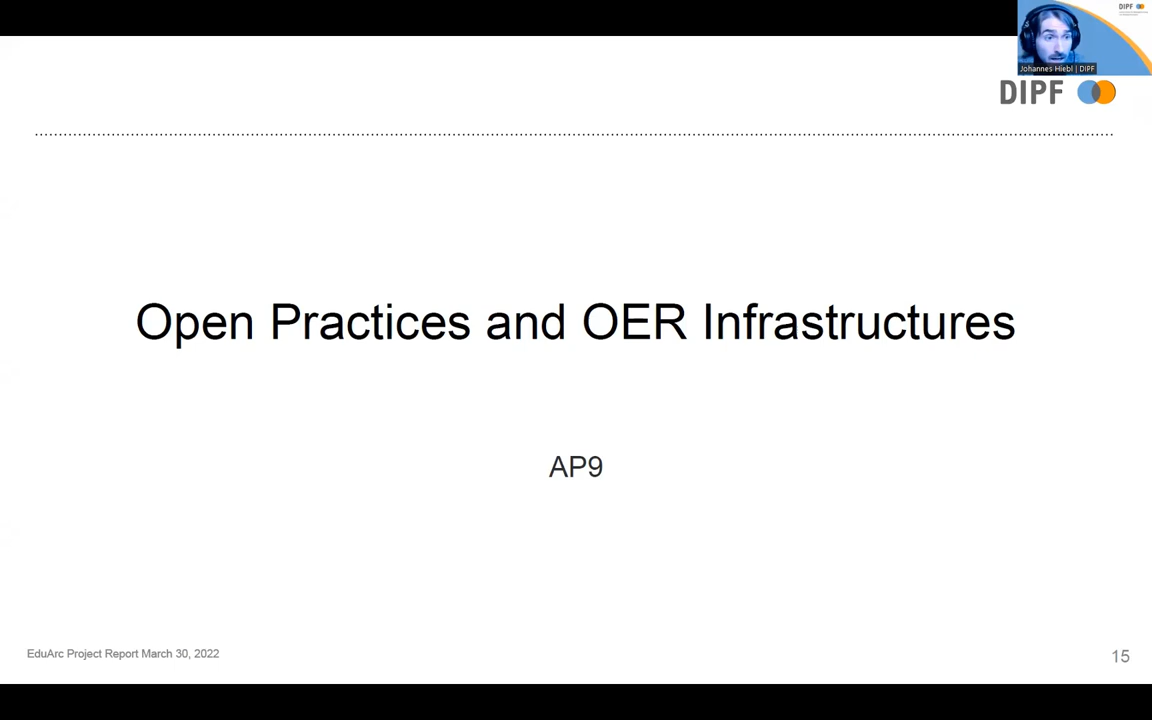 DIPF
Johannes Hiebl | DIPF
DIPF
Open Practices and OER Infrastructures
AP9
EduArc Project Report March 30, 2022
15